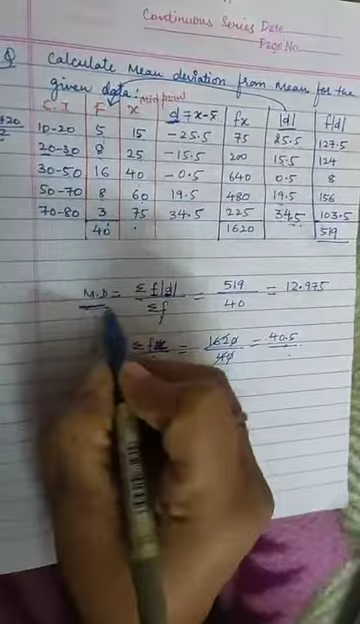 Continuous Series Date
Page No.
Q Calculate Mean deviation from Mean for the
given data:
C.I F x midpoint d = x - x̄ fx |d| f|d|
10-20 5 15 -25.5 75 25.5 127.5
20-30 8 25 -15.5 200 15.5 124
30-50 16 40 -0.5 640 0.5 8
50-70 8 60 19.5 480 19.5 156
70-80 3 75 34.5 225 34.5 103.5
40 1620 519
M.D = Σf|d| / Σf = 519 / 40 = 12.975
Σfx = 1620 / 40 = 40.5